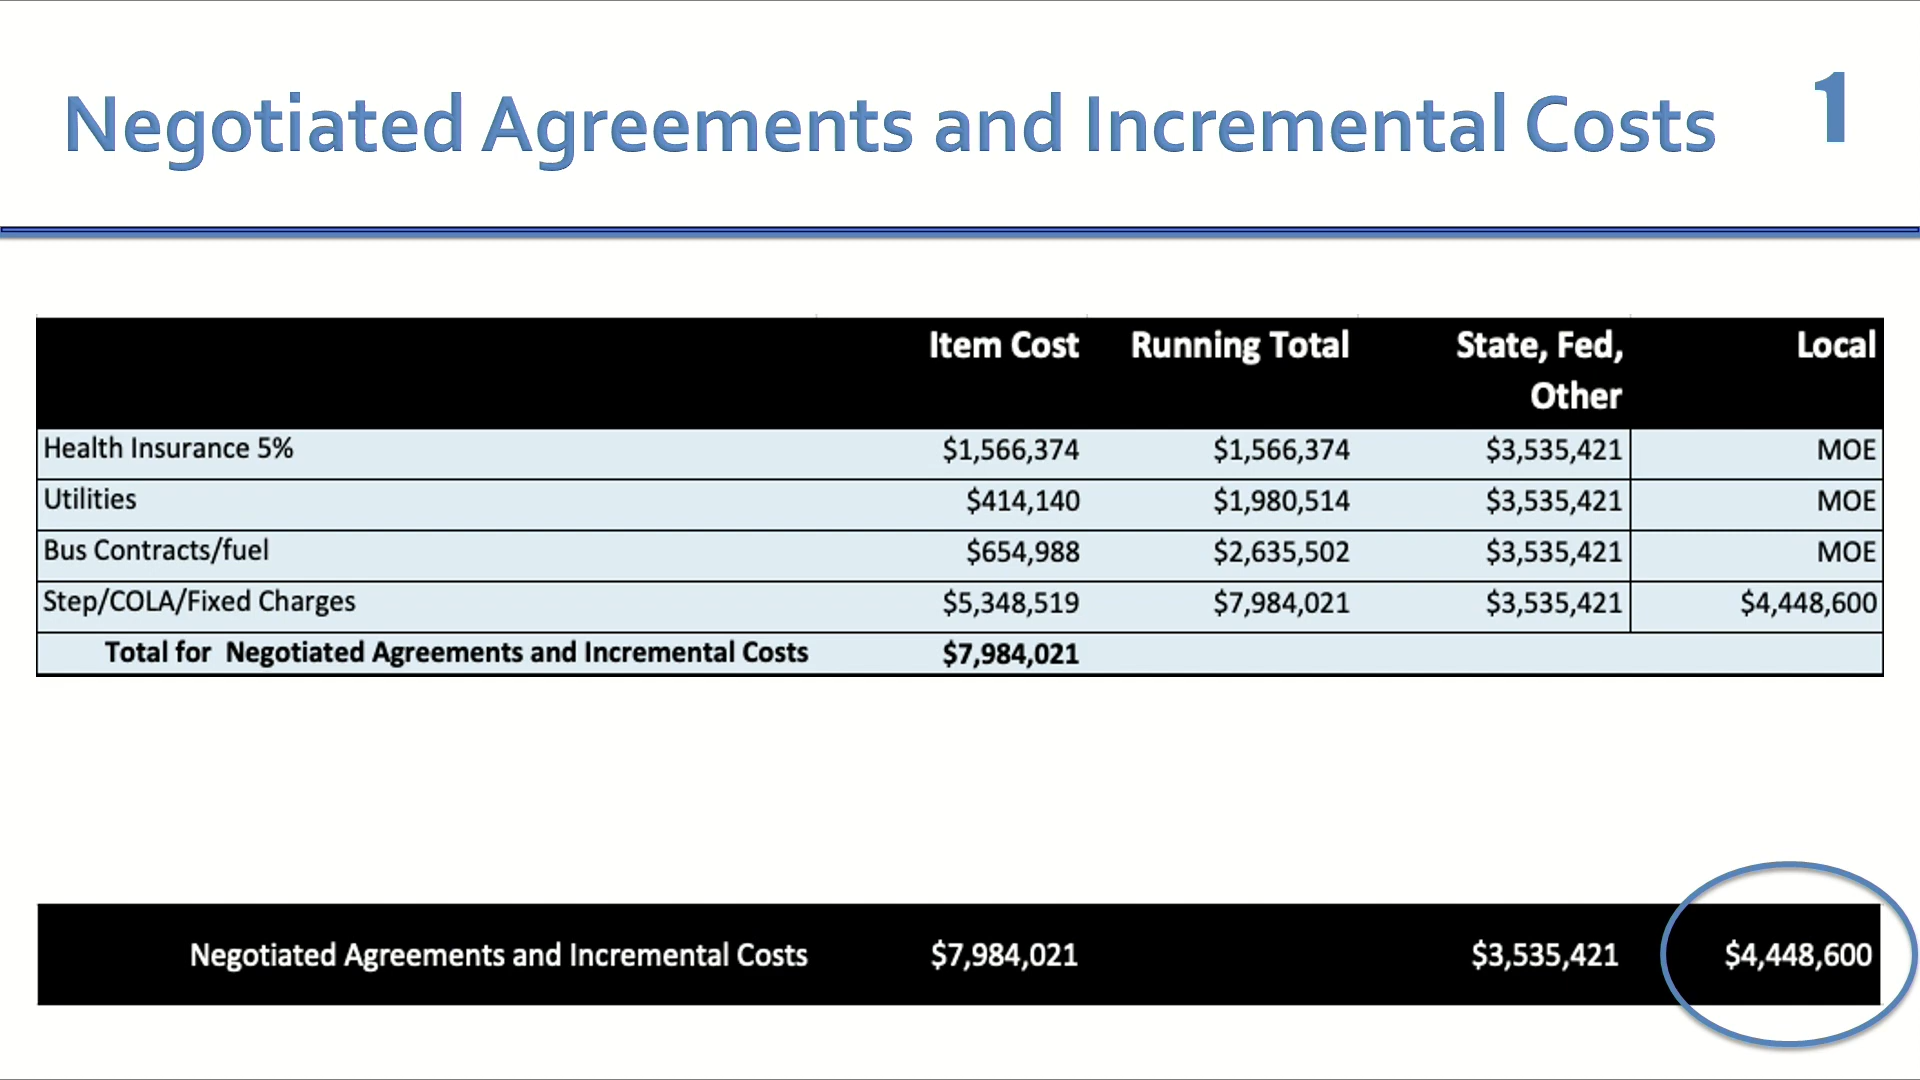 Negotiated Agreements and Incremental Costs 1
Item Cost Running Total State, Fed, Other Local
Health Insurance 5% $1,566,374 $1,566,374 $3,535,421 MOE
Utilities $414,140 $1,980,514 $3,535,421 MOE
Bus Contracts/fuel $654,988 $2,635,502 $3,535,421 MOE
Step/COLA/Fixed Charges $5,348,519 $7,984,021 $3,535,421 $4,448,600
Total for Negotiated Agreements and Incremental Costs $7,984,021
Negotiated Agreements and Incremental Costs $7,984,021 $3,535,421 $4,448,600